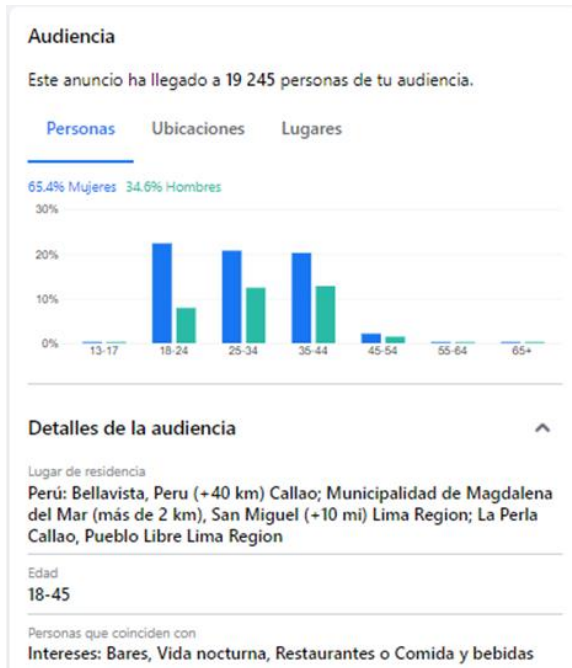 Audiencia
Este anuncio ha llegado a 19 245 personas de tu audiencia.
Personas Ubicaciones Lugares
65.4% Mujeres 34.6% Hombres
30%
20%
10%
0%
13-17 18-24 25-34 35-44 45-54 55-64 65+
Detalles de la audiencia
Lugar de residencia
Perú: Bellavista, Peru (+40 km) Callao; Municipalidad de Magdalena
del Mar (más de 2 km), San Miguel (+10 mi) Lima Region; La Perla
Callao, Pueblo Libre Lima Region
Edad
18-45
Personas que coinciden con
Intereses: Bares, Vida nocturna, Restaurantes o Comida y bebidas